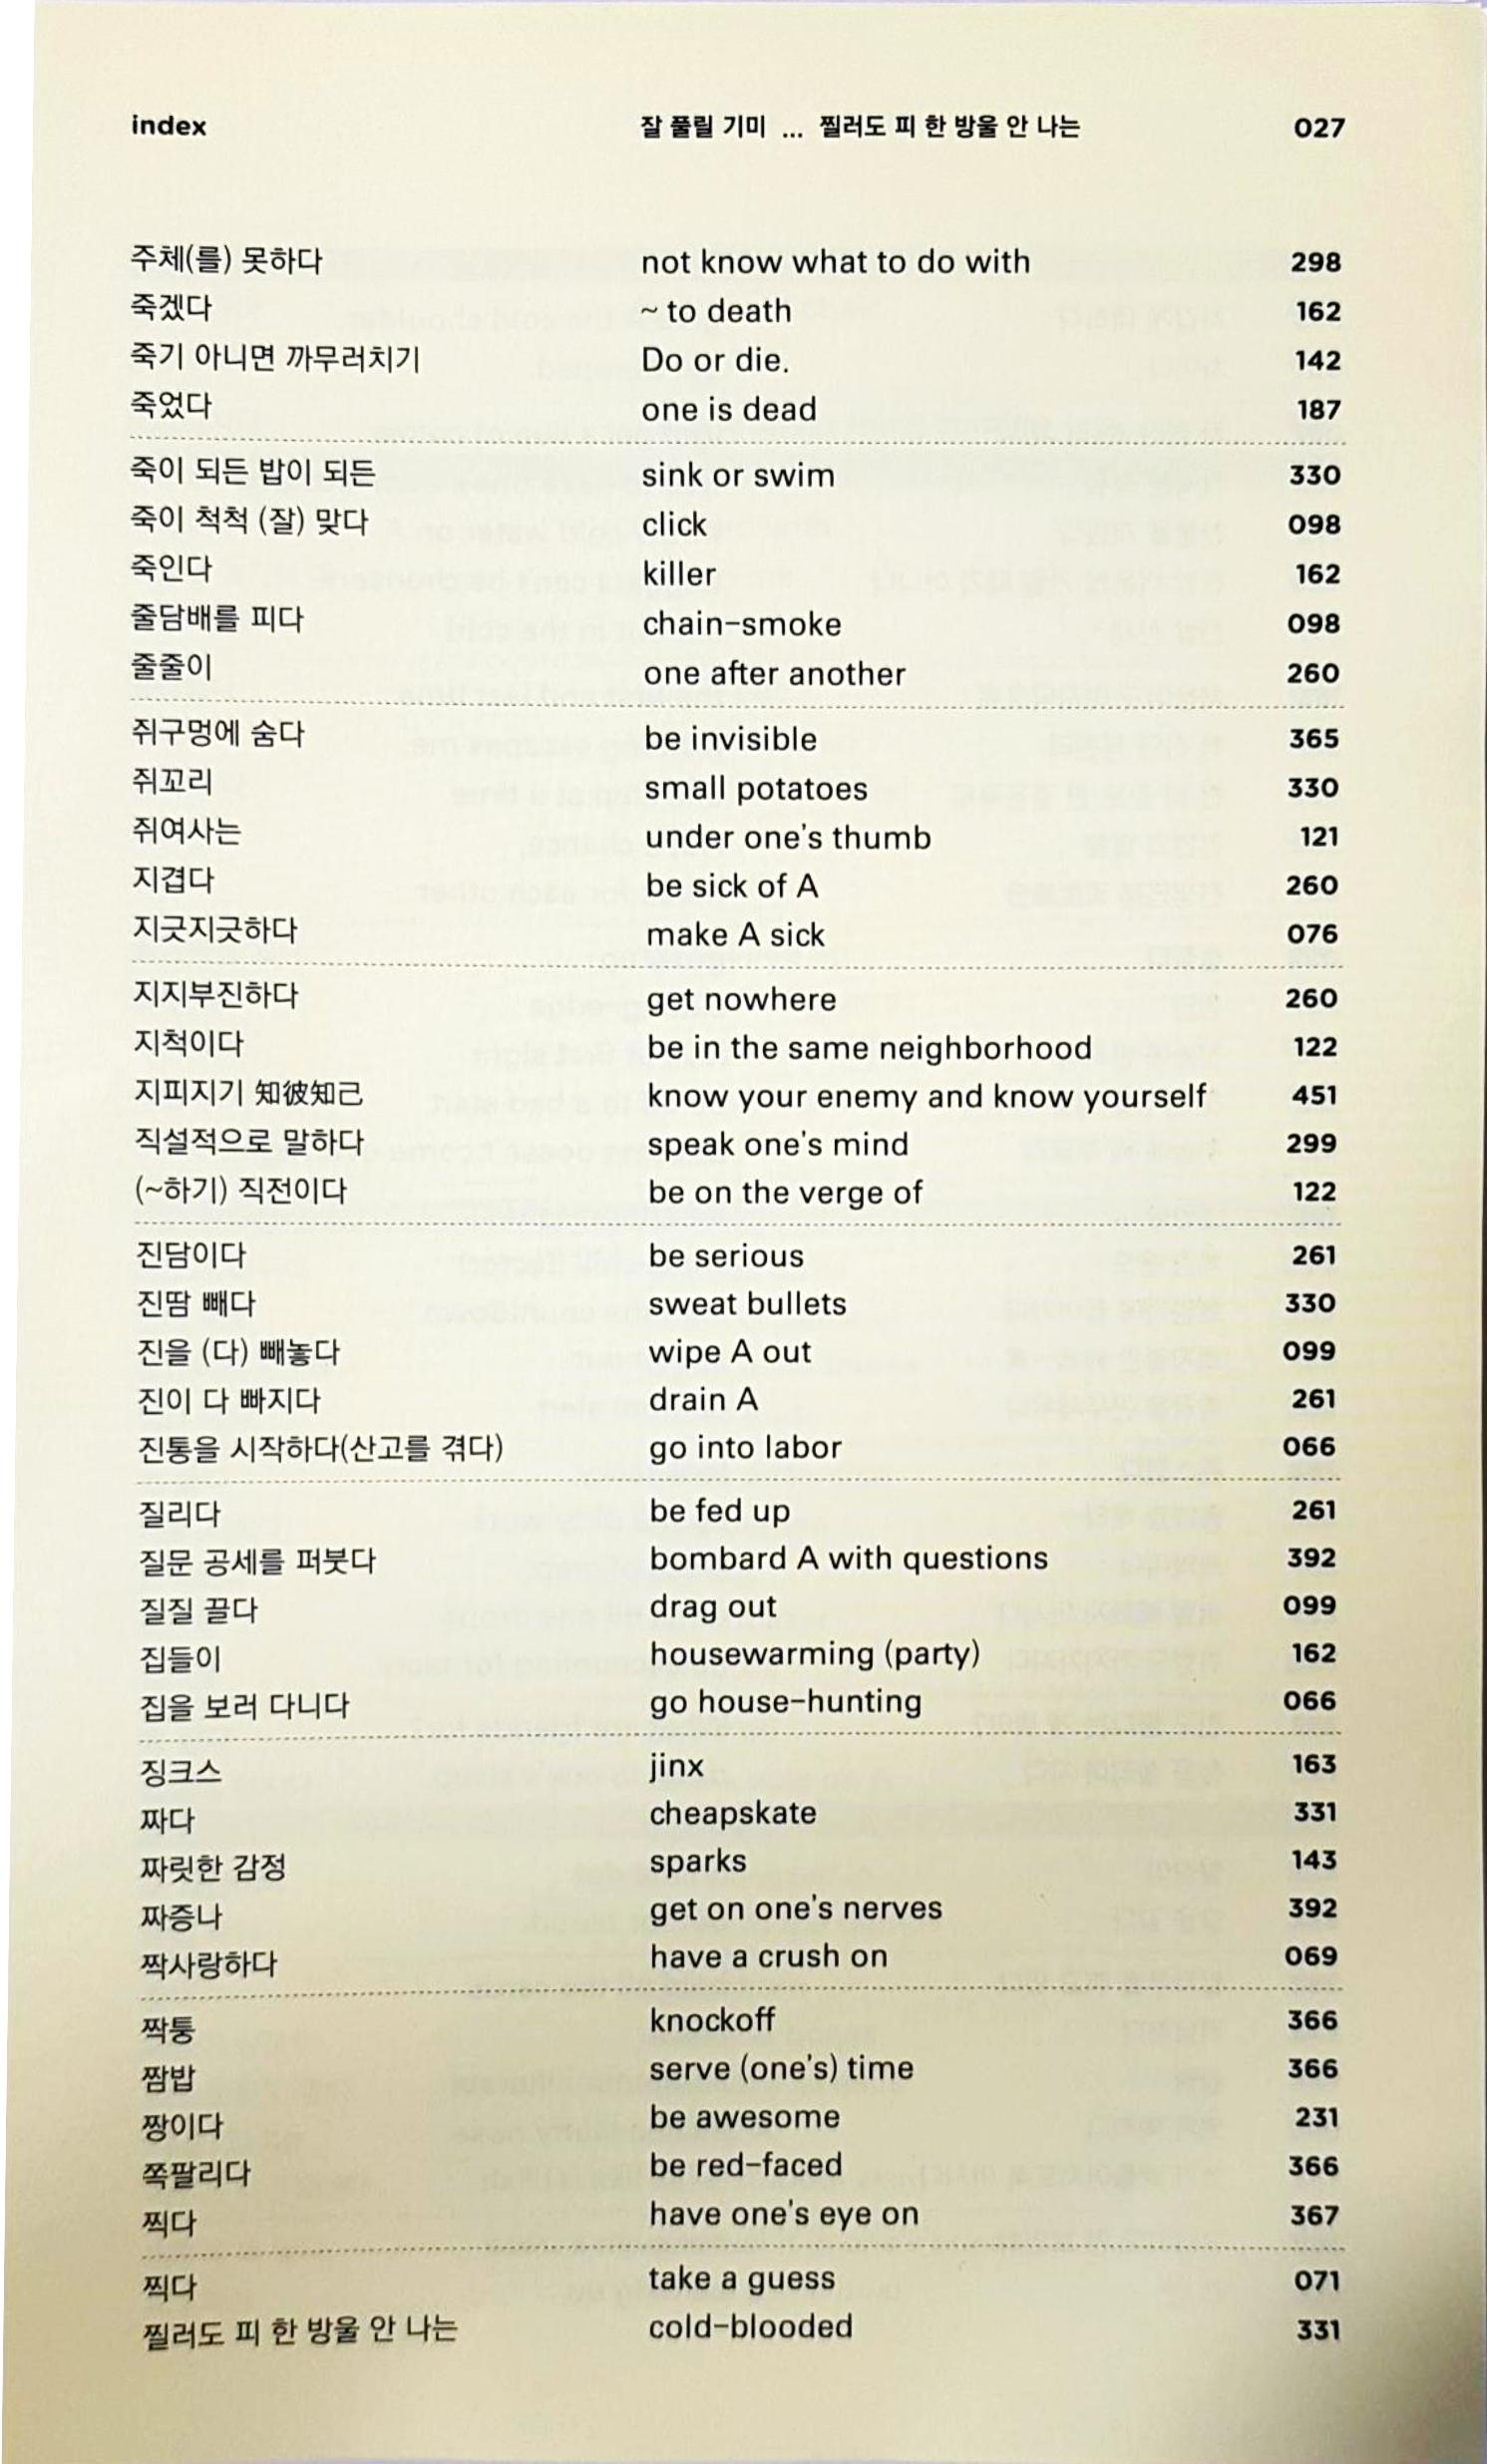 index 잘 풀릴 기미 ... 찔러도 피 한 방울 안 나는 027
주체(를) 못하다 not know what to do with 298
죽겠다 ~ to death 162
죽기 아니면 까무러치기 Do or die. 142
죽었다 one is dead 187
죽이 되든 밥이 되든 sink or swim 330
죽이 척척 (잘) 맞다 click 098
죽인다 killer 162
줄담배를 피다 chain-smoke 098
줄줄이 one after another 260
쥐구멍에 숨다 be invisible 365
쥐꼬리 small potatoes 330
쥐여사는 under one's thumb 121
지겹다 be sick of A 260
지긋지긋하다 make A sick 076
지지부진하다 get nowhere 260
지척이다 be in the same neighborhood 122
지피지기 知彼知己 know your enemy and know yourself 451
직설적으로 말하다 speak one's mind 299
(~하기) 직전이다 be on the verge of 122
진담이다 be serious 261
진땀 빼다 sweat bullets 330
진을 (다) 빼놓다 wipe A out 099
진이 다 빠지다 drain A 261
진통을 시작하다(산고를 겪다) go into labor 066
질리다 be fed up 261
질문 공세를 퍼붓다 bombard A with questions 392
질질 끌다 drag out 099
집들이 housewarming (party) 162
집을 보러 다니다 go house-hunting 066
징크스 jinx 163
짜다 cheapskate 331
짜릿한 감정 sparks 143
짜증나 get on one's nerves 392
짝사랑하다 have a crush on 069
짝퉁 knockoff 366
짬밥 serve (one's) time 366
짱이다 be awesome 231
쪽팔리다 be red-faced 366
찍다 have one's eye on 367
찍다 take a guess 071
찔러도 피 한 방울 안 나는 cold-blooded 331